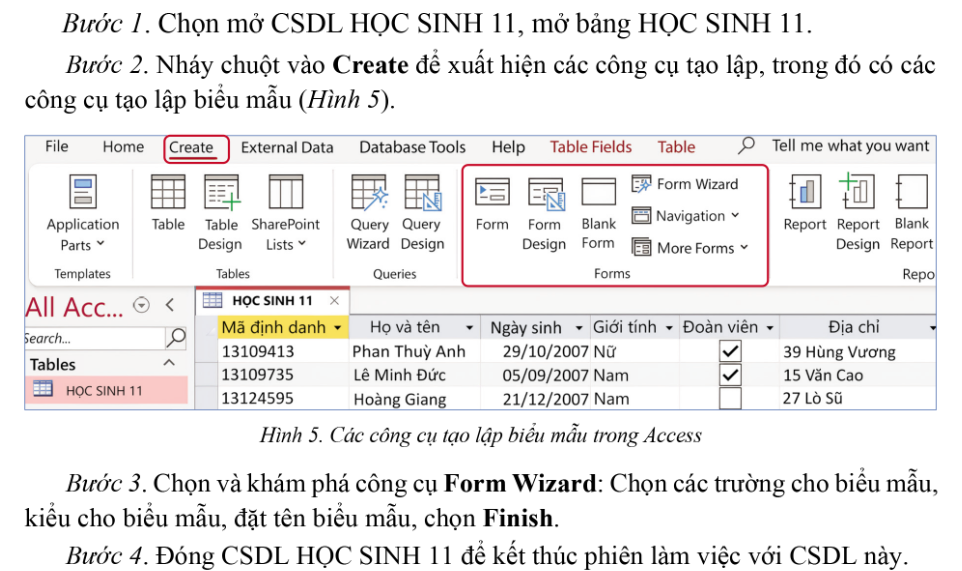 Bước 1. Chọn mở CSDL HỌC SINH 11, mở bảng HỌC SINH 11.
Bước 2. Nháy chuột vào Create để xuất hiện các công cụ tạo lập, trong đó có các
công cụ tạo lập biểu mẫu (Hình 5).
File Home Create External Data Database Tools Help Table Fields Table Tell me what you want
Application Parts
Table
Table Design
SharePoint Lists
Query Wizard
Query Design
Form
Form Design
Blank Form
Form Wizard
Navigation
More Forms
Report
Report Design
Blank Report
Templates Tables Queries Forms Repo
All Acc...
Search...
Tables
HỌC SINH 11
HỌC SINH 11
Mã định danh Họ và tên Ngày sinh Giới tính Đoàn viên Địa chỉ
13109413 Phan Thuỳ Anh 29/10/2007 Nữ 39 Hùng Vương
13109735 Lê Minh Đức 05/09/2007 Nam 15 Văn Cao
13124595 Hoàng Giang 21/12/2007 Nam 27 Lò Sũ
Hình 5. Các công cụ tạo lập biểu mẫu trong Access
Bước 3. Chọn và khám phá công cụ Form Wizard: Chọn các trường cho biểu mẫu,
kiểu cho biểu mẫu, đặt tên biểu mẫu, chọn Finish.
Bước 4. Đóng CSDL HỌC SINH 11 để kết thúc phiên làm việc với CSDL này.